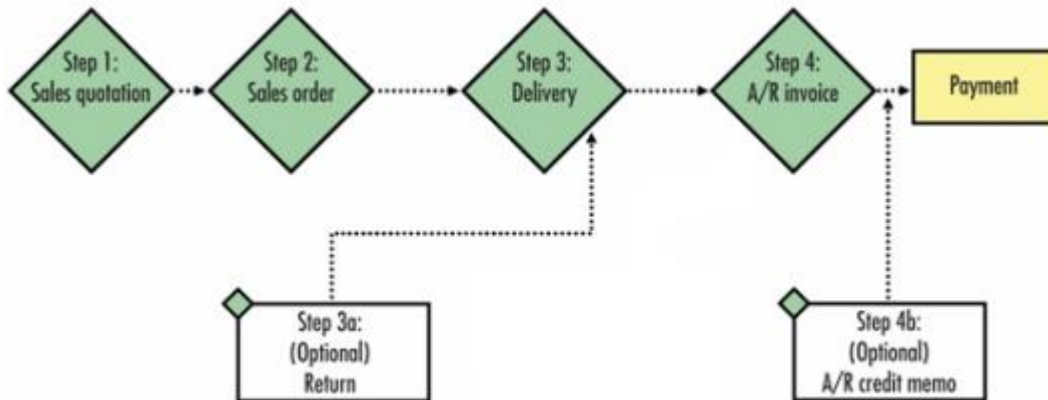 Step 1:
Sales quotation
Step 2:
Sales order
Step 3:
Delivery
Step 4:
A/R invoice
Payment
Step 3a:
(Optional)
Return
Step 4b:
(Optional)
A/R credit memo